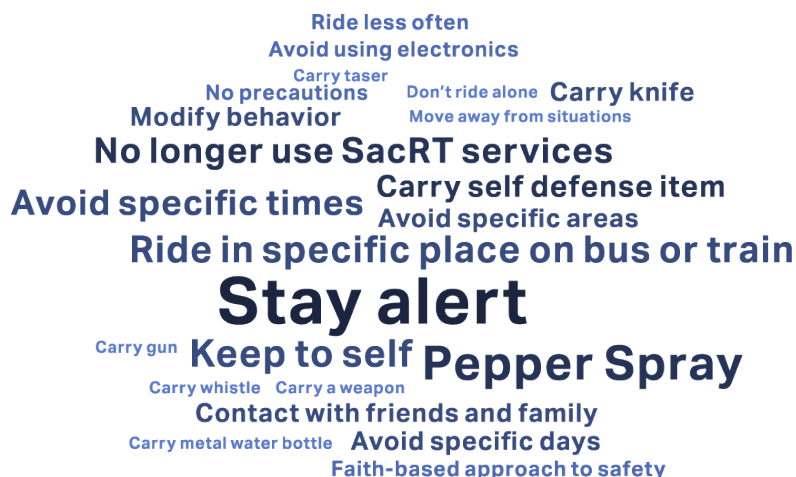 Ride less often
Avoid using electronics
Carry taser
No precautions
Don't ride alone
Carry knife
Modify behavior
Move away from situations
No longer use SacRT services
Carry self defense item
Avoid specific times
Avoid specific areas
Ride in specific place on bus or train
Stay alert
Carry gun
Keep to self
Pepper Spray
Carry whistle
Carry a weapon
Contact with friends and family
Carry metal water bottle
Avoid specific days
Faith-based approach to safety